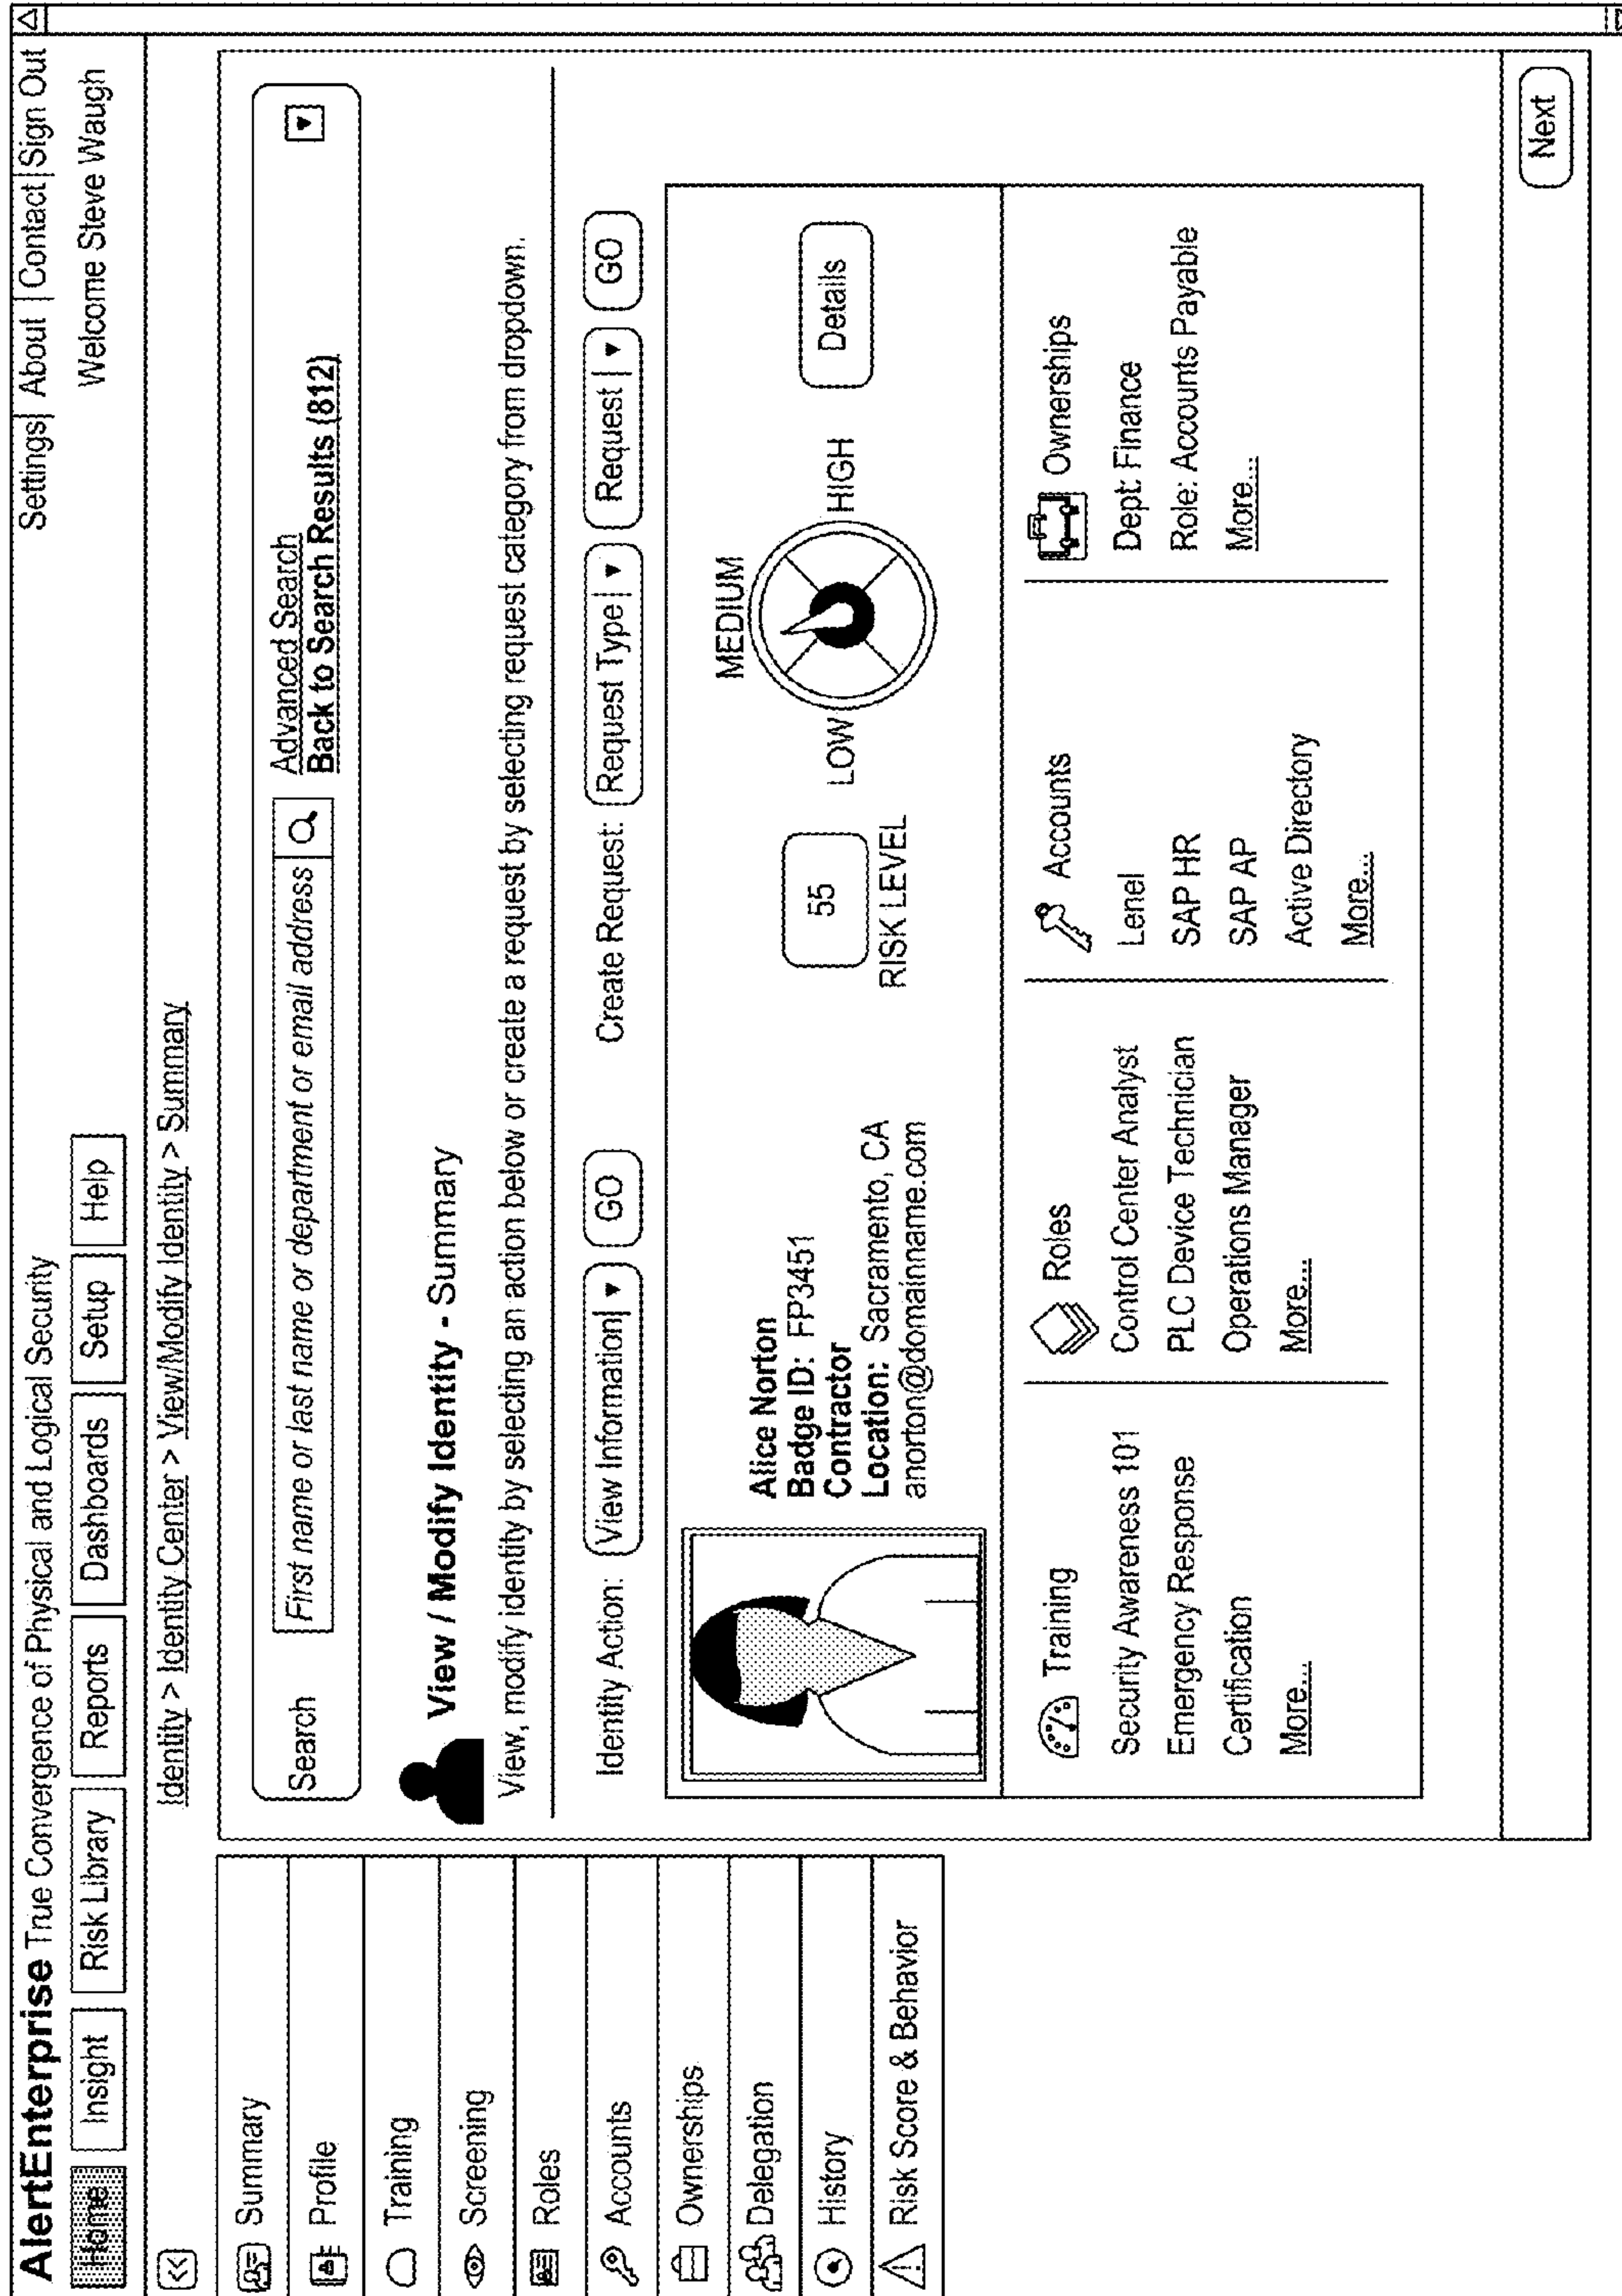 AlertEnterprise True Convergence of Physical and Logical Security
Settings| About |Contact|Sign Out
Home Insight Risk Library Reports Dashboards Setup Help
Welcome Steve Waugh
Identity > Identity Center > View/Modify Identity > Summary
Summary
Profile
Training
Screening
Roles
Accounts
Ownerships
Delegation
History
Risk Score & Behavior
Search First name or last name or department or email address
Advanced Search
Back to Search Results (812)
View / Modify Identity - Summary
View, modify identity by selecting an action below or create a request by selecting request category from dropdown.
Identity Action: View Information| GO Create Request: Request Type| Request | GO
Alice Norton
Badge ID: FP3451
Contractor
Location: Sacramento, CA
anorton@domainname.com
55
RISK LEVEL
LOW
MEDIUM
HIGH
Details
Training
Security Awareness 101
Emergency Response
Certification
More...
Roles
Control Center Analyst
PLC Device Technician
Operations Manager
More...
Accounts
Lenel
SAP HR
SAP AP
Active Directory
More...
Ownerships
Dept: Finance
Role: Accounts Payable
More...
Next